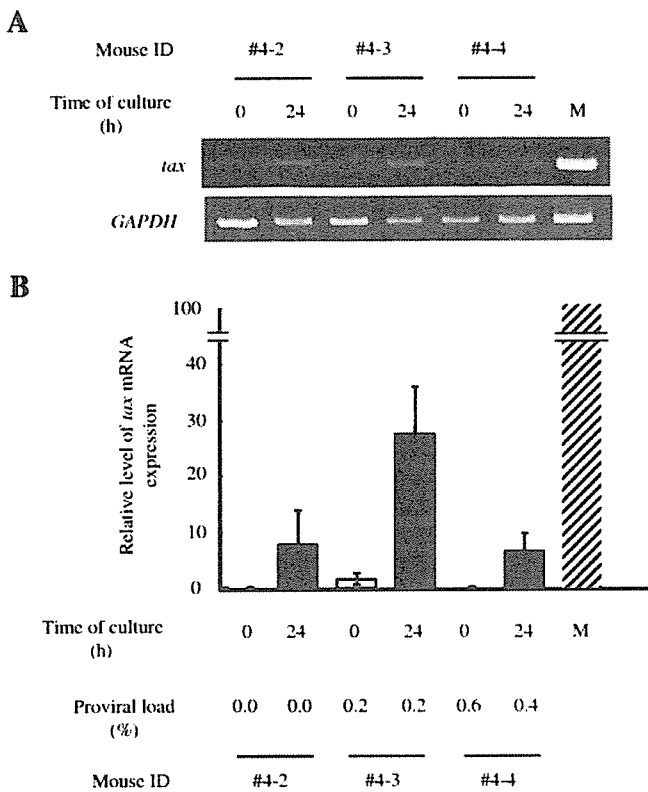 A
Mouse ID #4-2 #4-3 #4-4
Time of culture (h) 0 24 0 24 0 24 M
tax
GAPDH
B
Relative level of tax mRNA
expression
100
40
30
20
10
0
Time of culture (h) 0 24 0 24 0 24 M
Proviral load (%) 0.0 0.0 0.2 0.2 0.6 0.4
Mouse ID #4-2 #4-3 #4-4